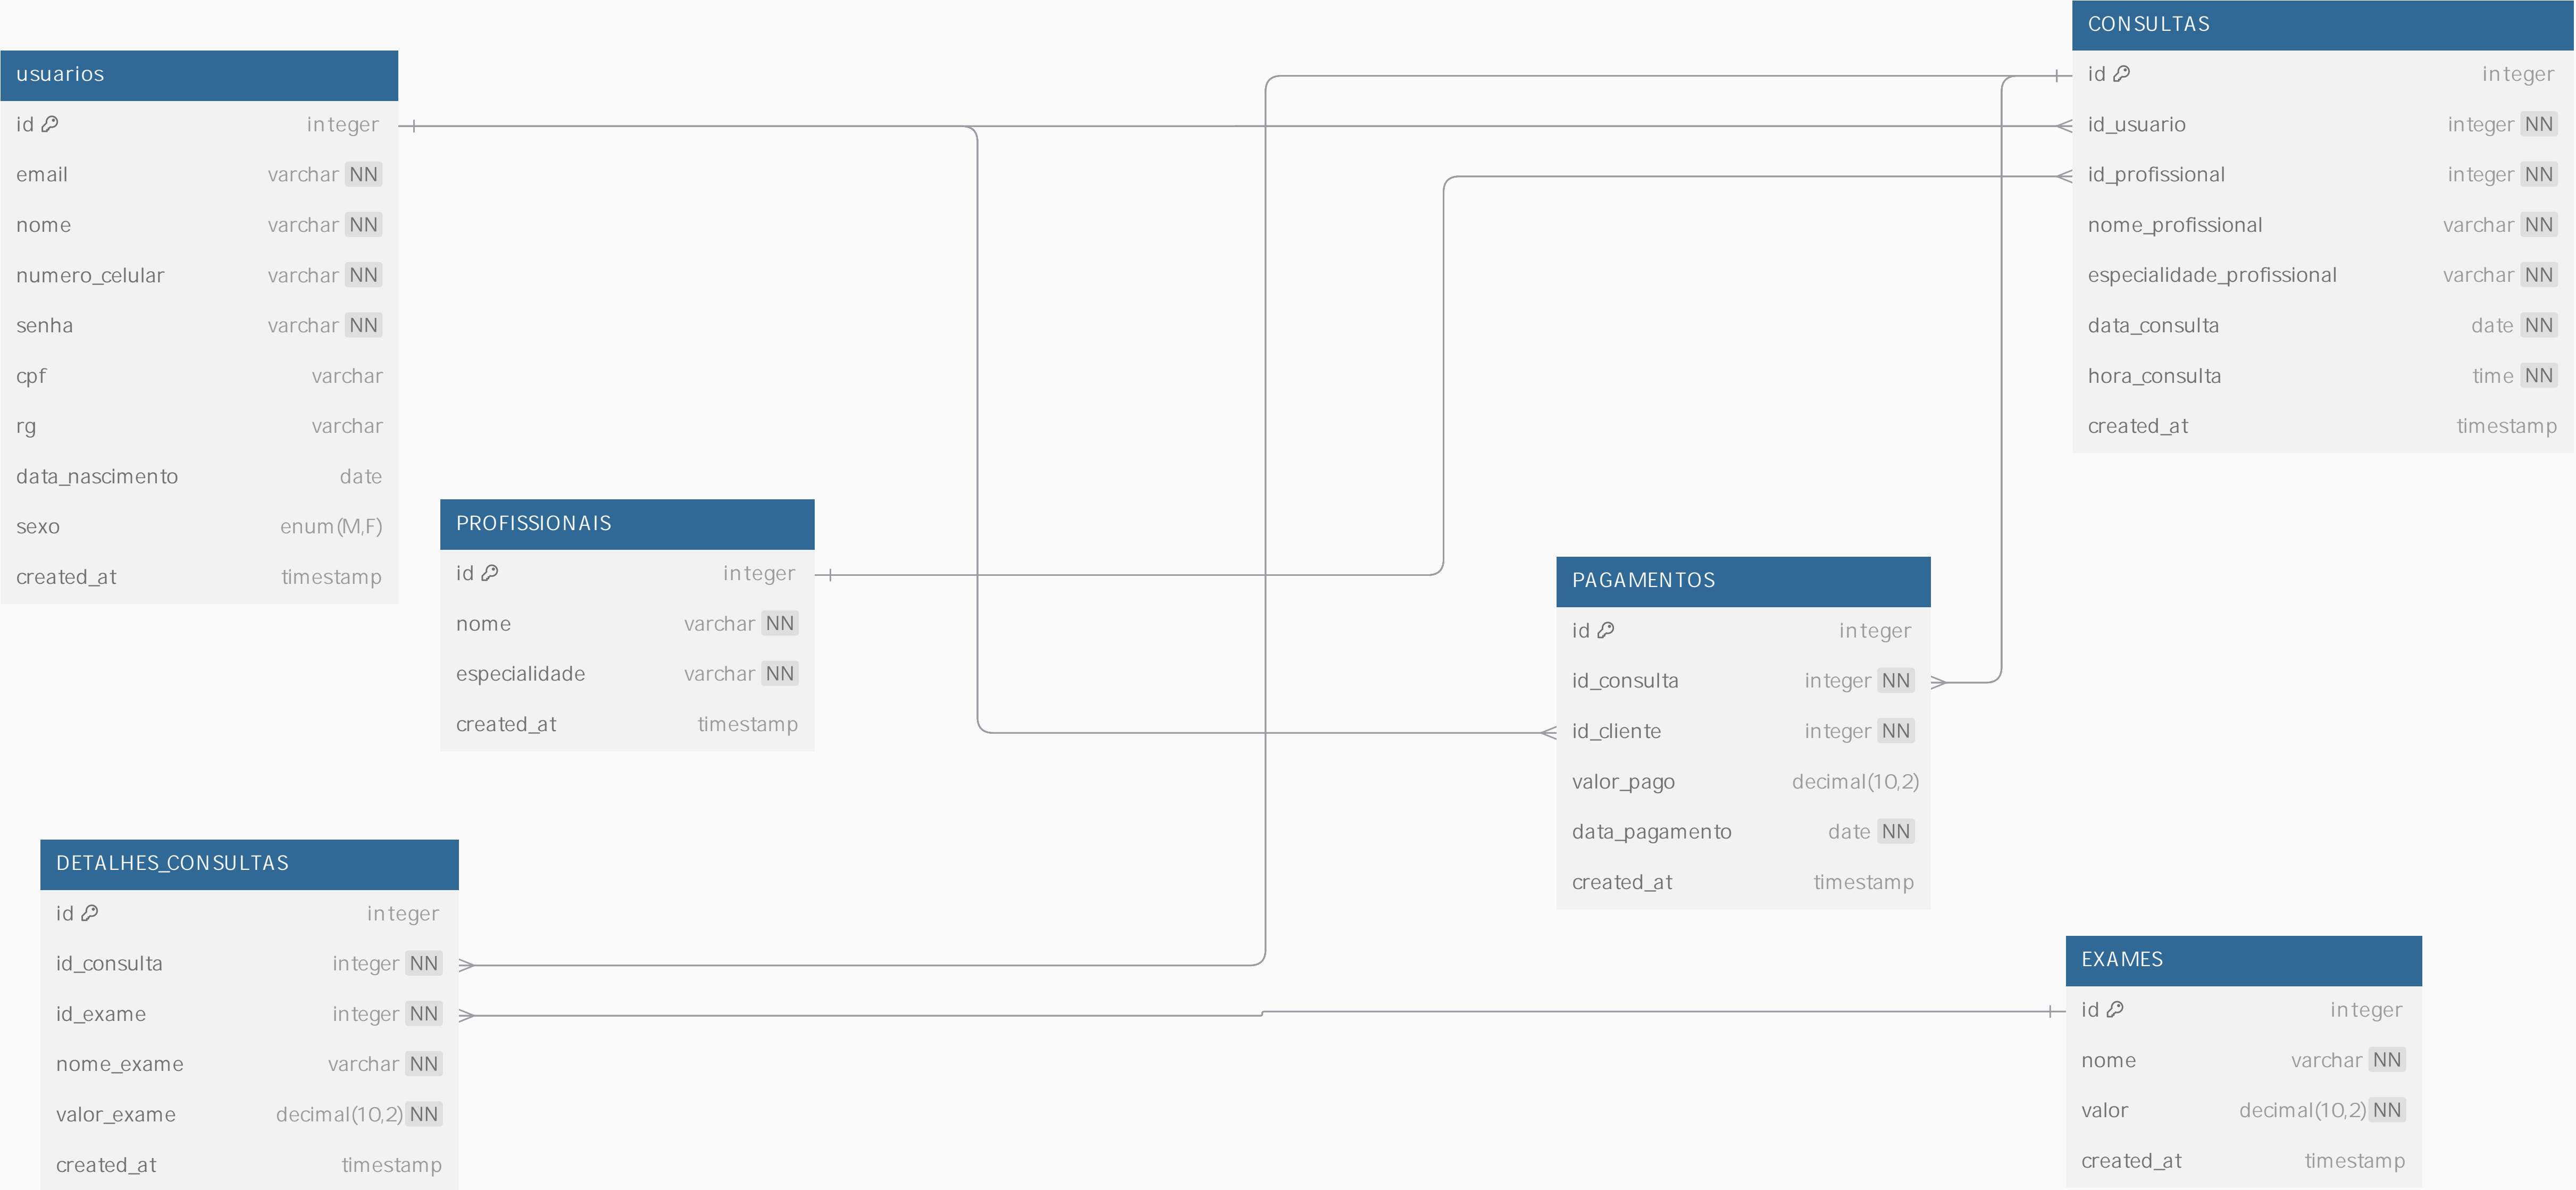 usuarios
id integer
email varchar NN
nome varchar NN
numero_celular varchar NN
senha varchar NN
cpf varchar
rg varchar
data_nascimento date
sexo enum(M,F)
created_at timestamp
PROFISSIONAIS
id integer
nome varchar NN
especialidade varchar NN
created_at timestamp
DETALHES_CONSULTAS
id integer
id_consulta integer NN
id_exame integer NN
nome_exame varchar NN
valor_exame decimal(10,2) NN
created_at timestamp
PAGAMENTOS
id integer
id_consulta integer NN
id_cliente integer NN
valor_pago decimal(10,2)
data_pagamento date NN
created_at timestamp
CONSULTAS
id integer
id_usuario integer NN
id_profissional integer NN
nome_profissional varchar NN
especialidade_profissional varchar NN
data_consulta date NN
hora_consulta time NN
created_at timestamp
EXAMES
id integer
nome varchar NN
valor decimal(10,2) NN
created_at timestamp